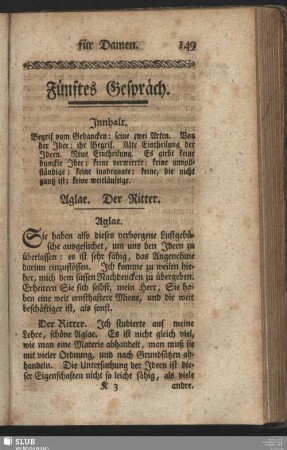 für Damen. 149
Fünftes Gespräch.
Innhalt.
Begrif vom Gedancken: seine zwei Arten. Von
der Idee: ihr Begrif. Alte Eintheilung der
Ideen. Neue Eintheilung. Es giebt keine
dunckle Idee; keine verwirrte; keine unvoll-
ständige; keine inadequate; keine, die nicht
gantz ist; keine weitläuftige.
Aglae. Der Ritter.
Aglae.
Sie haben also dieses verborgene Lustgebü-
sche ausgesuchet, um uns den Ideen zu
überlassen: es ist sehr fähig, das Angenehme
darinn einzuflössen. Ich komme zu weilen hie-
her, mich dem süssen Nachdencken zu übergeben.
Erheitern Sie sich selbst, mein Herr, Sie ha-
ben eine weit ernsthaftere Miene, und die weit
beschäftigter ist, als sonst.
Der Ritter. Ich studierte auf meine
Lehre, schöne Aglae. Es ist nicht gleich viel,
wie man eine Materie abhandelt, man muß sie
mit vieler Ordnung, und nach Grundsätzen ab-
handeln. Die Untersuchung der Ideen ist die-
ser Eigenschaften nicht so leicht fähig, als viele
K 3 andre.
SLUB